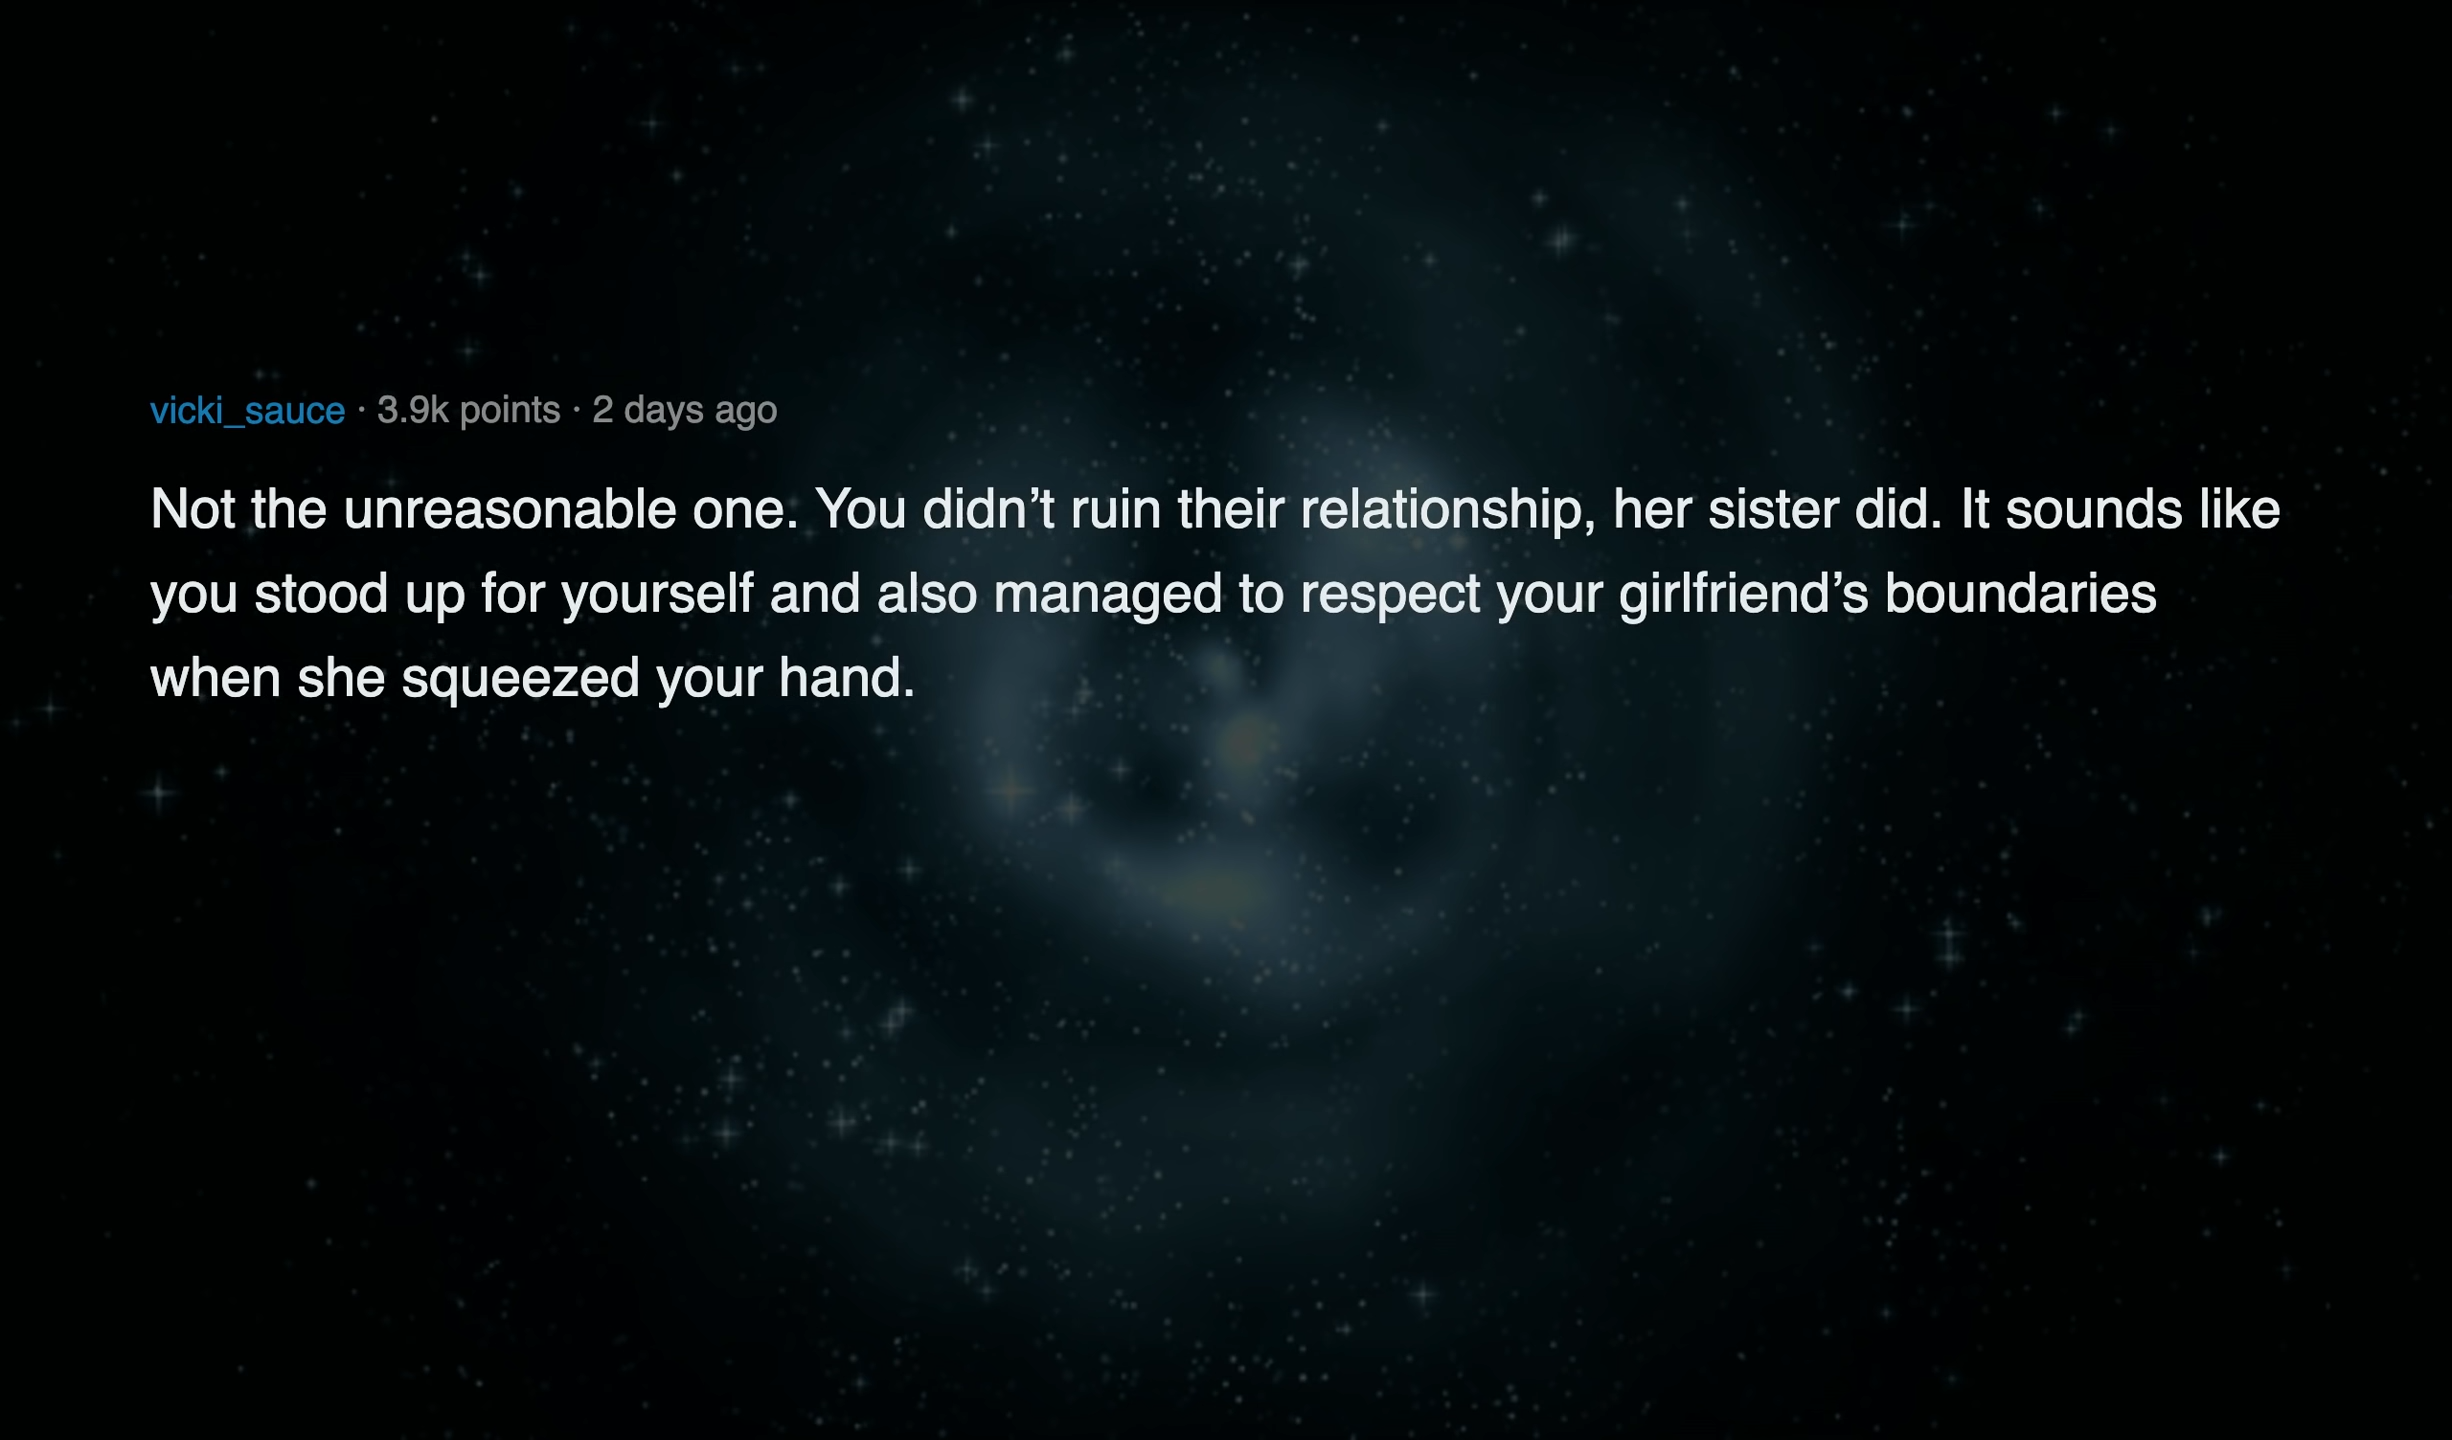 vicki_sauce · 3.9k points · 2 days ago
Not the unreasonable one. You didn’t ruin their relationship, her sister did. It sounds like
you stood up for yourself and also managed to respect your girlfriend’s boundaries
when she squeezed your hand.